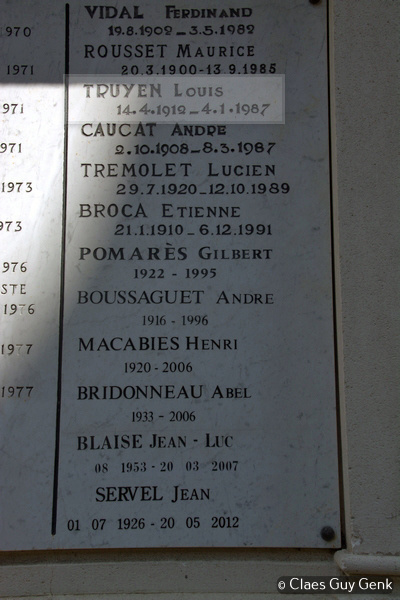 1970
1971
971
971
1973
973
1976
STE
1976
1977
1977
VIDAL FERDINAND
19.8.1902 - 3.5.1982
ROUSSET MAURICE
20.3.1900 - 13.9.1985
TRUYEN LOUIS
14.4.1912 - 4.1.1987
CAUCAT ANDRE
2.10.1908 - 8.3.1987
TREMOLET LUCIEN
29.7.1920 - 12.10.1989
BROCA ETIENNE
21.1.1910 - 6.12.1991
POMARÈS GILBERT
1922 - 1995
BOUSSAGUET ANDRE
1916 - 1996
MACABIES HENRI
1920 - 2006
BRIDONNEAU ABEL
1933 - 2006
BLAISE JEAN - LUC
08 1953 - 20 03 2007
SERVEL JEAN
01 07 1926 - 20 05 2012
© Claes Guy Genk